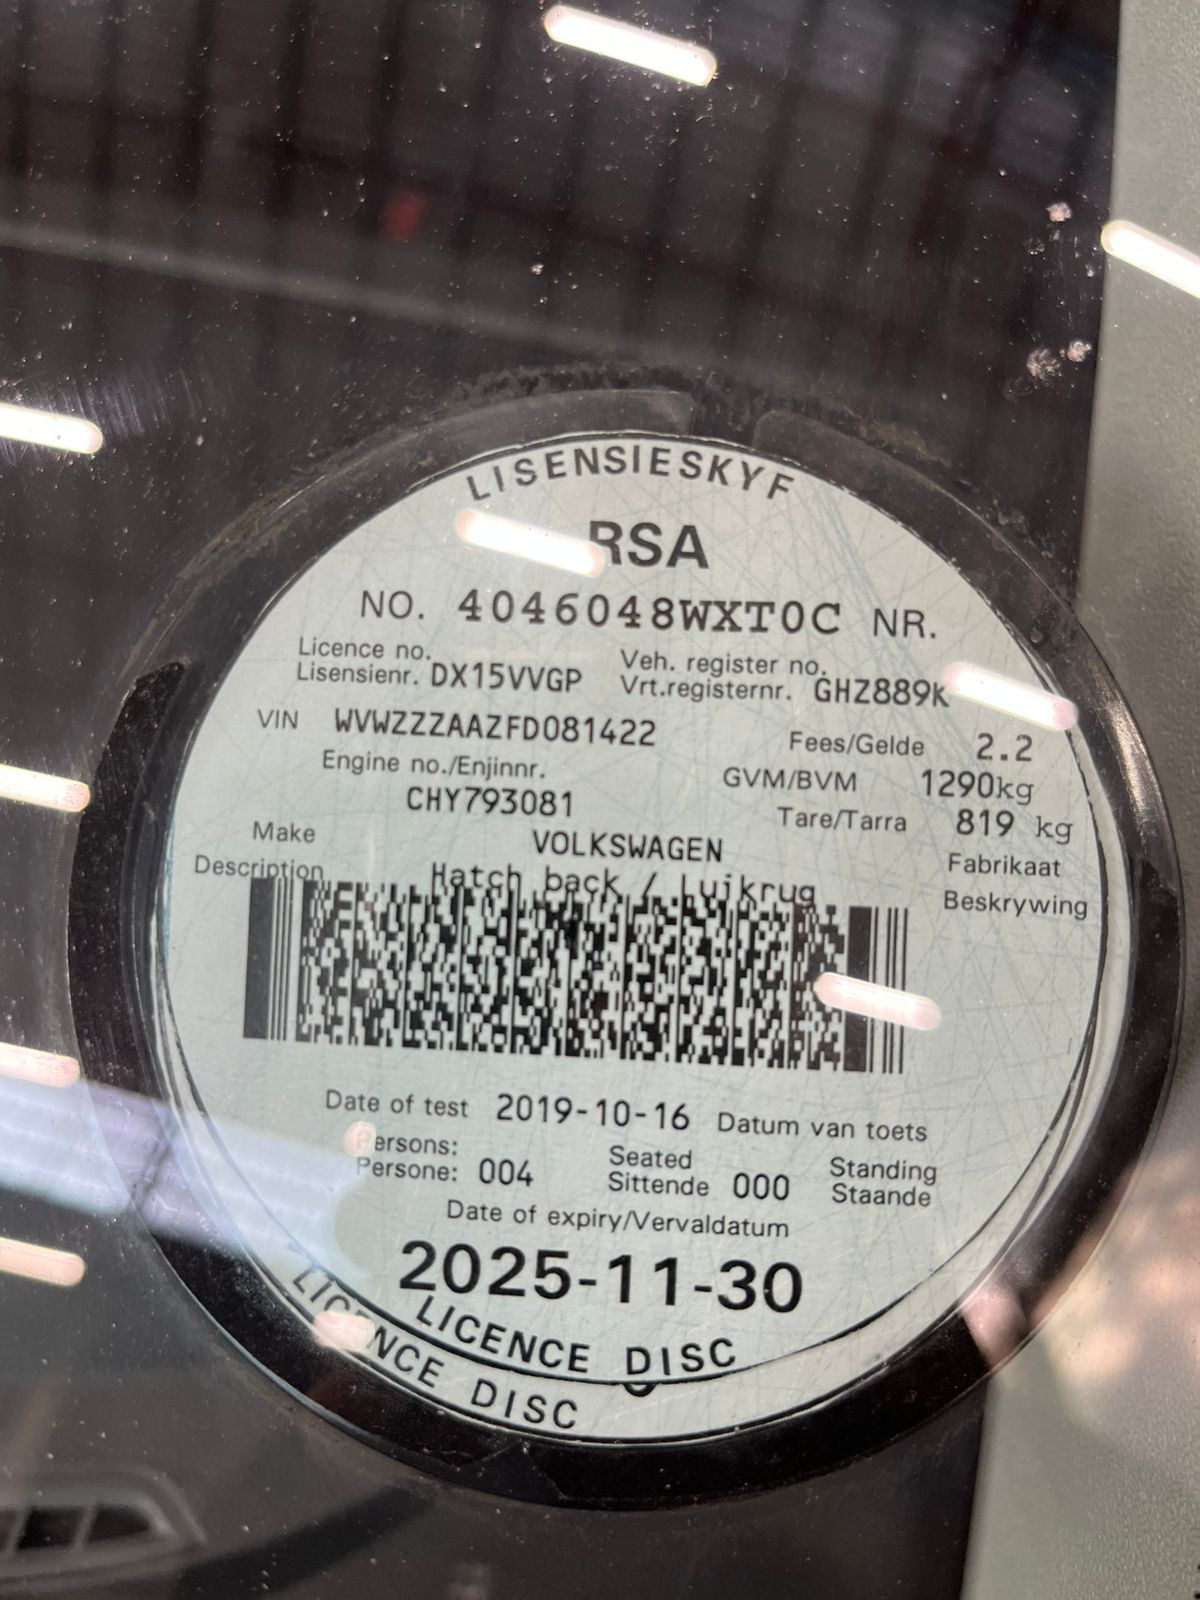 LISENSIESKYF
RSA
NO. 4046048WXT0C NR.
Licence no. Veh. register no.
Lisensienr. DX15VVGP Vrt.registernr. GHZ889K
VIN WVWZZZAAZFD081422 Fees/Gelde 2.2
Engine no./Enjinnr. GVM/BVM 1290kg
CHY793081 Tare/Tarra 819 kg
Make VOLKSWAGEN Fabrikaat
Description Hatch back / Luikrug Beskrywing
Date of test 2019-10-16 Datum van toets
Persons: Seated Standing
Persone: 004 Sittende 000 Staande
Date of expiry/Vervaldatum
2025-11-30
LICENCE DISC
LICENCE DISC